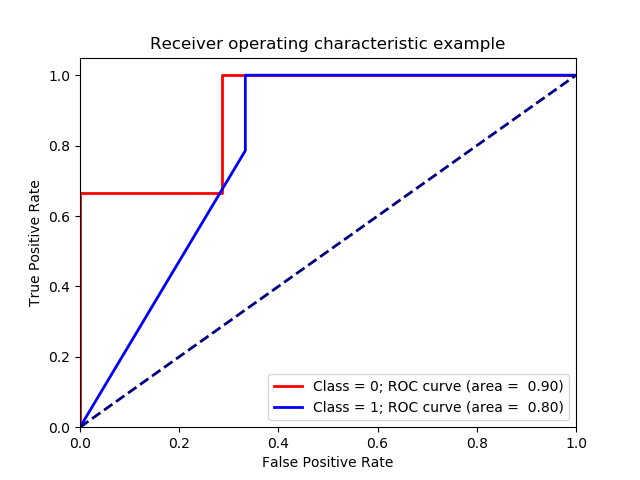 Receiver operating characteristic example
1.0
0.8
0.6
0.4
0.2
0.0
True Positive Rate
0.0 0.2 0.4 0.6 0.8 1.0
False Positive Rate
Class = 0; ROC curve (area =  0.90)
Class = 1; ROC curve (area =  0.80)